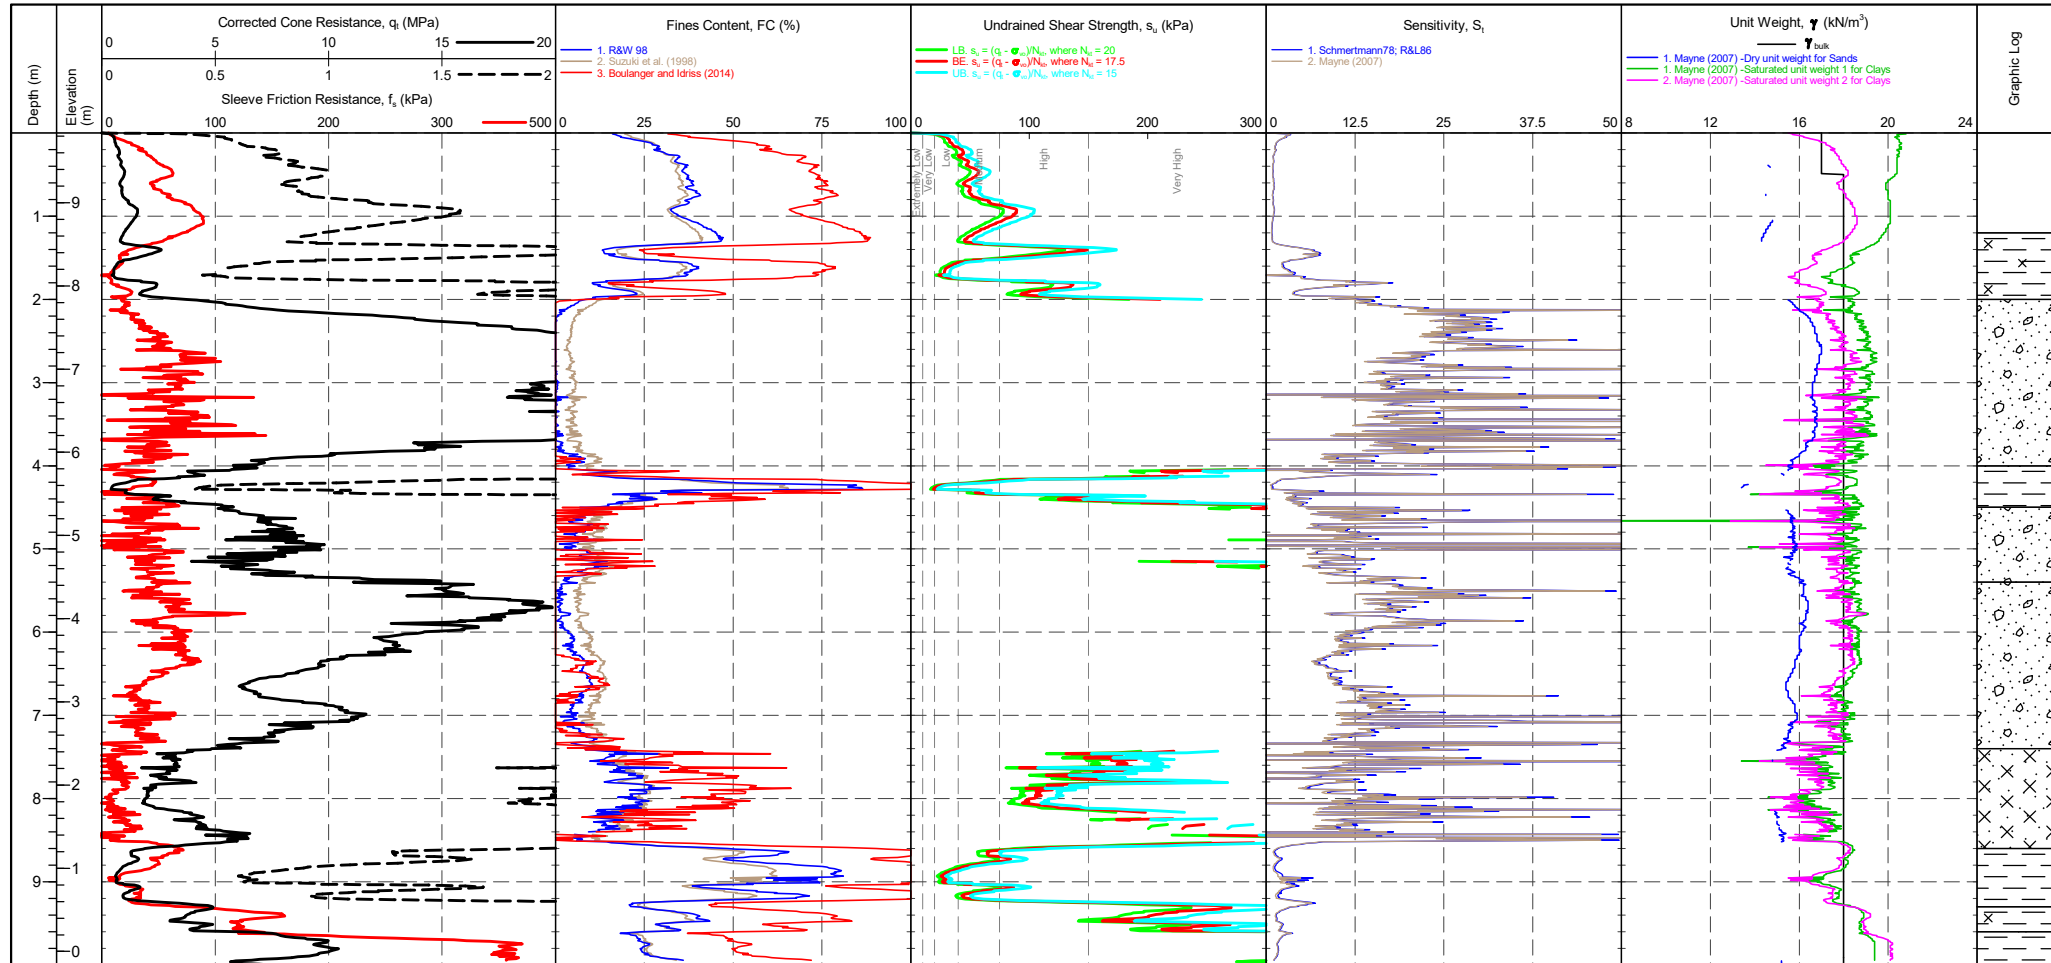 Depth (m)
Elevation (m)
Corrected Cone Resistance, qt (MPa)
0 5 10 15 20
0 0.5 1 1.5 2
Sleeve Friction Resistance, fs (kPa)
0 100 200 300 500
Fines Content, FC (%)
1. R&W 98
2. Suzuki et al. (1998)
3. Boulanger and Idriss (2014)
0 25 50 75 100
Undrained Shear Strength, su (kPa)
LB. su = (qt - σvo)/Nkt, where Nkt = 20
BE. su = (qt - σvo)/Nkt, where Nkt = 17.5
UB. su = (qt - σvo)/Nkt, where Nkt = 15
0 100 200 300
Extremely Low
Very Low
Low
Medium
High
Very High
Sensitivity, St
1. Schmertmann78; R&L86
2. Mayne (2007)
0 12.5 25 37.5 50
Unit Weight, γ (kN/m3)
γbulk
1. Mayne (2007) -Dry unit weight for Sands
1. Mayne (2007) -Saturated unit weight 1 for Clays
2. Mayne (2007) -Saturated unit weight 2 for Clays
8 12 16 20 24
Graphic Log
9
1
8
2
7
3
6
4
5
5
4
6
3
7
2
8
1
9
0